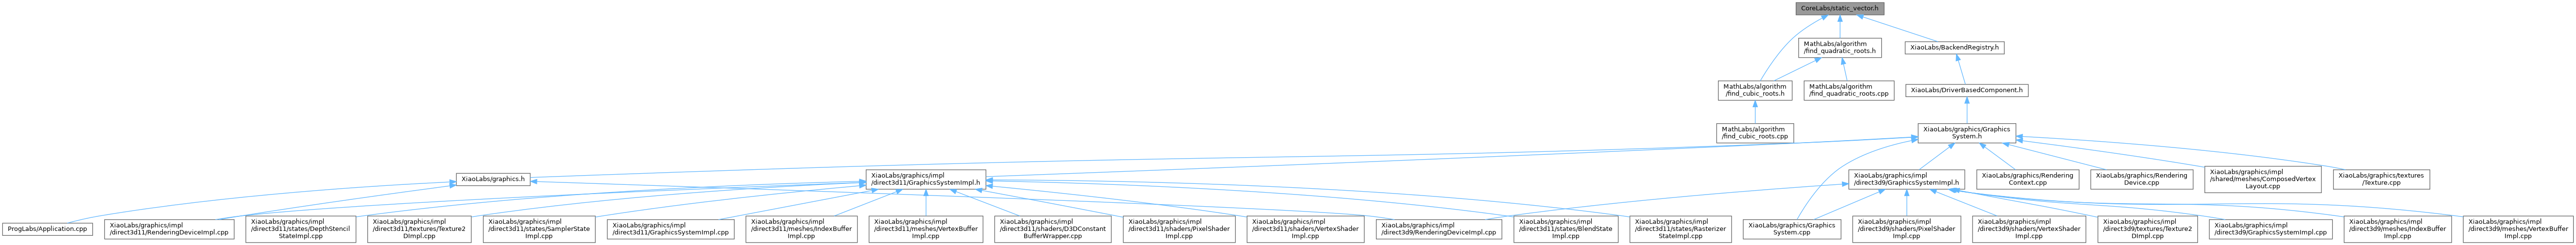 CoreLabs/static_vector.h
MathLabs/algorithm
/find_quadratic_roots.h
XiaoLabs/BackendRegistry.h
MathLabs/algorithm
/find_cubic_roots.h
MathLabs/algorithm
/find_quadratic_roots.cpp
XiaoLabs/DriverBasedComponent.h
MathLabs/algorithm
/find_cubic_roots.cpp
XiaoLabs/graphics/Graphics
System.h
XiaoLabs/graphics.h
XiaoLabs/graphics/impl
/direct3d11/GraphicsSystemImpl.h
XiaoLabs/graphics/impl
/direct3d9/GraphicsSystemImpl.h
XiaoLabs/graphics/Rendering
Context.cpp
XiaoLabs/graphics/Rendering
Device.cpp
XiaoLabs/graphics/impl
/shared/meshes/ComposedVertex
Layout.cpp
XiaoLabs/graphics/textures
/Texture.cpp
ProgLabs/Application.cpp
XiaoLabs/graphics/impl
/direct3d11/RenderingDeviceImpl.cpp
XiaoLabs/graphics/impl
/direct3d11/states/DepthStencil
StateImpl.cpp
XiaoLabs/graphics/impl
/direct3d11/textures/Texture2
DImpl.cpp
XiaoLabs/graphics/impl
/direct3d11/states/SamplerState
Impl.cpp
XiaoLabs/graphics/impl
/direct3d11/GraphicsSystemImpl.cpp
XiaoLabs/graphics/impl
/direct3d11/meshes/IndexBuffer
Impl.cpp
XiaoLabs/graphics/impl
/direct3d11/meshes/VertexBuffer
Impl.cpp
XiaoLabs/graphics/impl
/direct3d11/shaders/D3DConstant
BufferWrapper.cpp
XiaoLabs/graphics/impl
/direct3d11/shaders/PixelShader
Impl.cpp
XiaoLabs/graphics/impl
/direct3d11/shaders/VertexShader
Impl.cpp
XiaoLabs/graphics/impl
/direct3d9/RenderingDeviceImpl.cpp
XiaoLabs/graphics/impl
/direct3d11/states/BlendState
Impl.cpp
XiaoLabs/graphics/impl
/direct3d11/states/Rasterizer
StateImpl.cpp
XiaoLabs/graphics/Graphics
System.cpp
XiaoLabs/graphics/impl
/direct3d9/shaders/PixelShader
Impl.cpp
XiaoLabs/graphics/impl
/direct3d9/shaders/VertexShader
Impl.cpp
XiaoLabs/graphics/impl
/direct3d9/textures/Texture2
DImpl.cpp
XiaoLabs/graphics/impl
/direct3d9/GraphicsSystemImpl.cpp
XiaoLabs/graphics/impl
/direct3d9/meshes/IndexBuffer
Impl.cpp
XiaoLabs/graphics/impl
/direct3d9/meshes/VertexBuffer
Impl.cpp